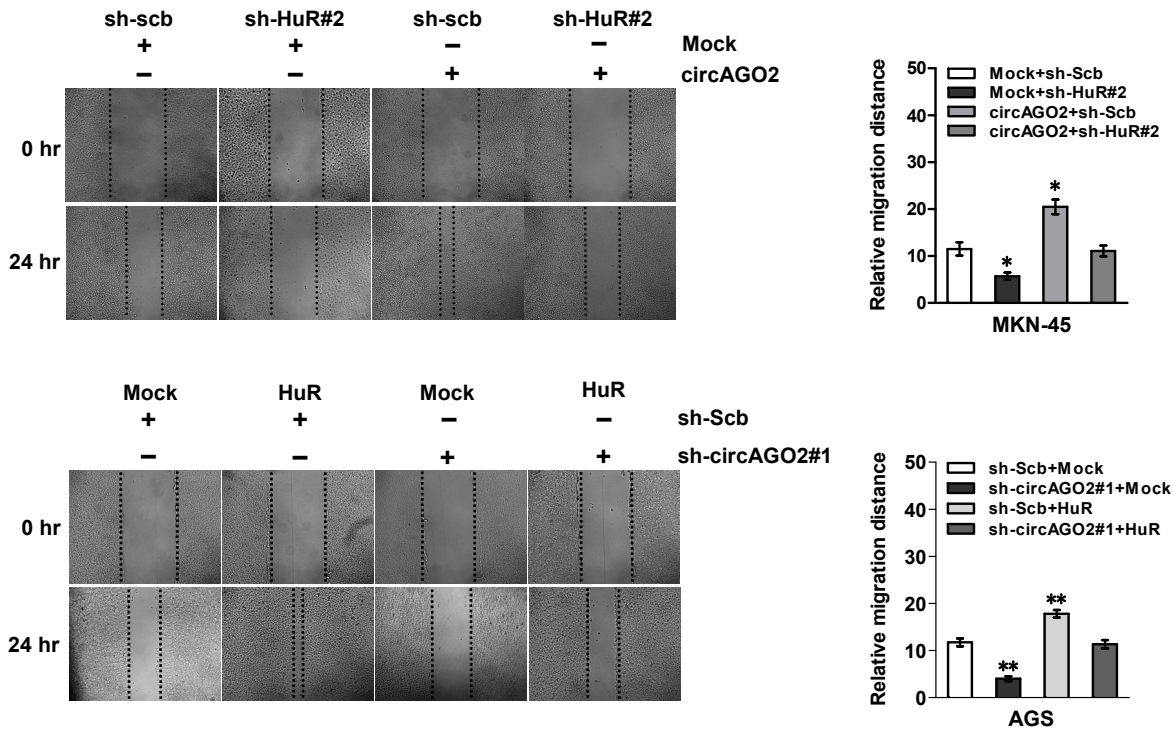 sh-scb sh-HuR#2 sh-scb sh-HuR#2
+ + − − Mock
− − + + circAGO2
0 hr
24 hr
50
40
30
20
10
0
Relative migration distance
Mock+sh-Scb
Mock+sh-HuR#2
circAGO2+sh-Scb
circAGO2+sh-HuR#2
*
*
MKN-45
Mock HuR Mock HuR
+ + − − sh-Scb
− − + + sh-circAGO2#1
0 hr
24 hr
50
40
30
20
10
0
Relative migration distance
sh-Scb+Mock
sh-circAGO2#1+Mock
sh-Scb+HuR
sh-circAGO2#1+HuR
**
**
AGS